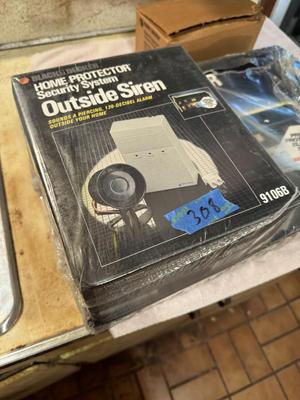 BLACK & DECKER
HOME PROTECTOR
Security System
Outside Siren
SOUNDS A PIERCING, 120-DECIBEL ALARM
OUTSIDE YOUR HOME
308
9106B